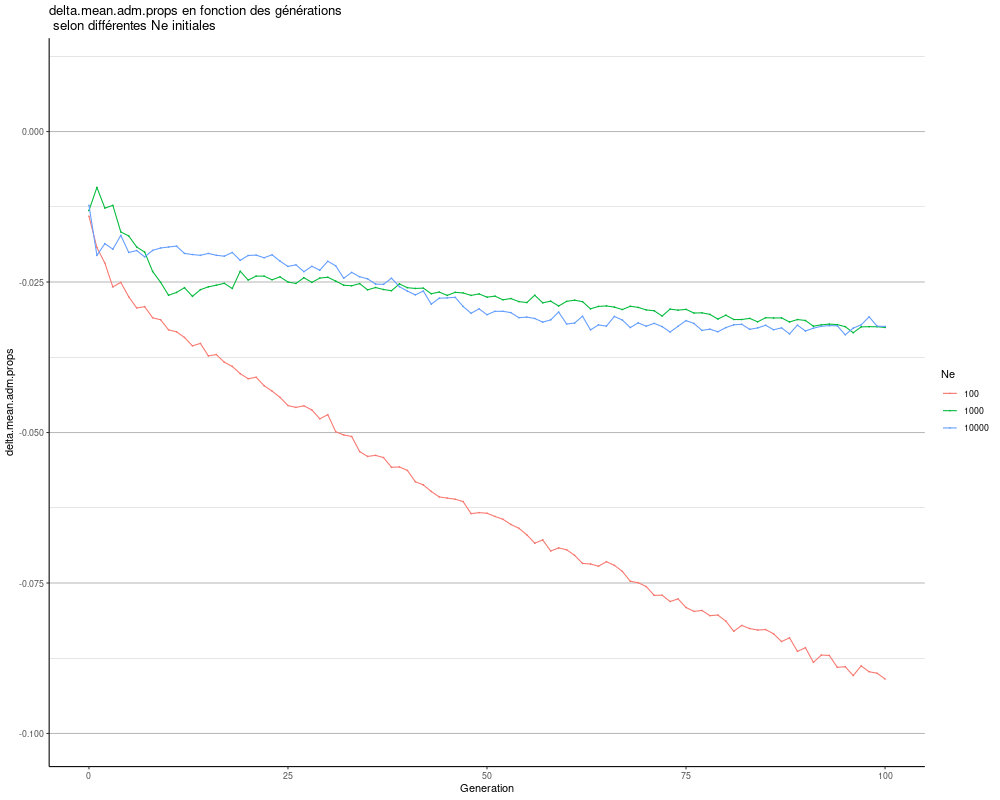 delta.mean.adm.props en fonction des générations
selon différentes Ne initiales
0.000
-0.025
-0.050
-0.075
-0.100
delta.mean.adm.props
0
25
50
75
100
Generation
Ne
100
1000
10000